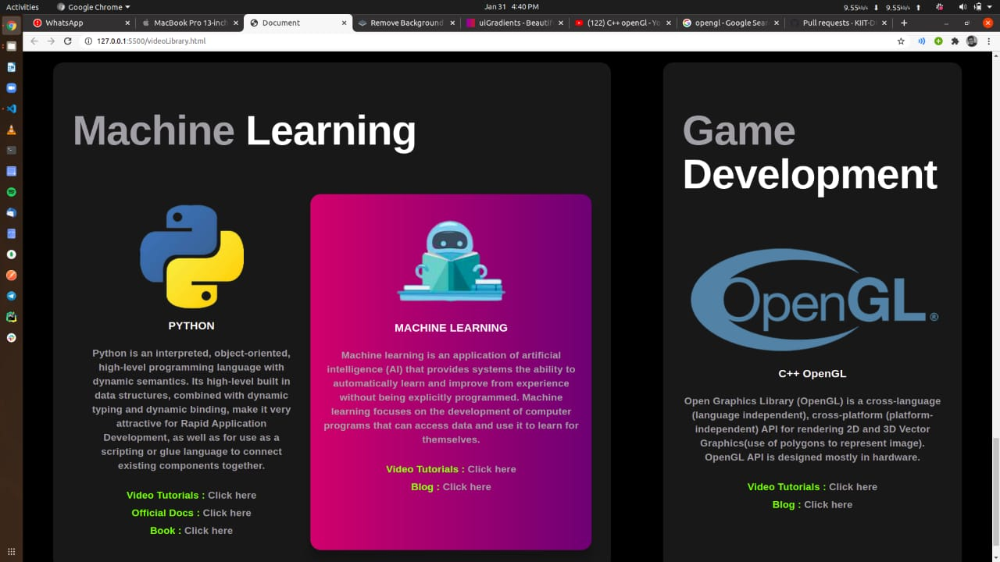 Activities
Google Chrome
Jan 31 4:40 PM
9.55kb/s 9.55kb/s
WhatsApp
MacBook Pro 13-inch
Document
Remove Background
uiGradients - Beautif
(122) C++ openGl - Yo
opengl - Google Sear
Pull requests · KIIT-D
127.0.0.1:5500/videoLibrary.html
Machine Learning
PYTHON
Python is an interpreted, object-oriented,
high-level programming language with
dynamic semantics. Its high-level built in
data structures, combined with dynamic
typing and dynamic binding, make it very
attractive for Rapid Application
Development, as well as for use as a
scripting or glue language to connect
existing components together.
Video Tutorials : Click here
Official Docs : Click here
Book : Click here
MACHINE LEARNING
Machine learning is an application of artificial
intelligence (AI) that provides systems the ability to
automatically learn and improve from experience
without being explicitly programmed. Machine
learning focuses on the development of computer
programs that can access data and use it to learn for
themselves.
Video Tutorials : Click here
Blog : Click here
Game
Development
OpenGL®
C++ OpenGL
Open Graphics Library (OpenGL) is a cross-language
(language independent), cross-platform (platform-
independent) API for rendering 2D and 3D Vector
Graphics(use of polygons to represent image).
OpenGL API is designed mostly in hardware.
Video Tutorials : Click here
Blog : Click here